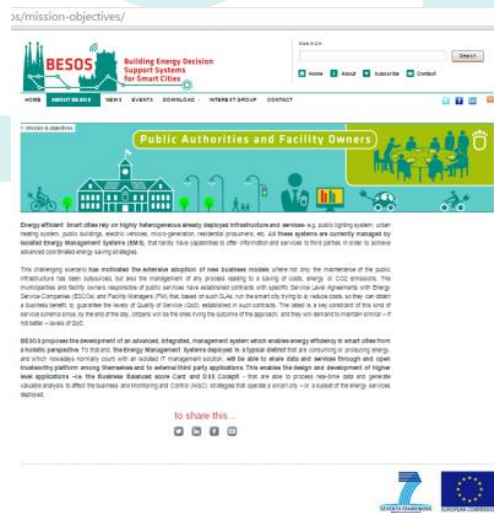 os/mission-objectives/
SEARCH
BESOS
Building Energy Decision
Support Systems
for Smart Cities
Search
Home About Subscribe Contact
HOME ABOUT BESOS NEWS EVENTS DOWNLOAD INTEREST GROUP CONTACT
mission & objectives
Public Authorities and Facility Owners
Energy efficient Smart cities rely on highly heterogeneous already deployed infrastructure and services- e.g. public lighting system, urban
heating system, public buildings, electric vehicles, micro-generation, residential prosumers, etc. All these systems are currently managed by
isolated Energy Management Systems (EMS), that hardly have capabilities to offer information and services to third parties in order to achieve
advanced coordinated energy saving strategies.
This challenging scenario has motivated the extensive adoption of new business models where not only the maintenance of the public
infrastructure has been outsourced, but also the management of any process leading to a saving of costs, energy or CO2 emissions. The
municipalities and facility owners responsible of public services have established contracts with specific Service Level Agreements with Energy
Service Companies (ESCOs) and Facility Managers (FM) that, based on such SLAs, run the smart city trying to a) reduce costs, so they can obtain
a business benefit; b) guarantee the levels of Quality of Service (QoS) established in such contracts. The latest is a key constraint of this kind of
service schema since, by the end of the day, citizens will be the ones living the outcome of the approach, and they will demand to maintain similar – if
not better – levels of QoS.
BESOS proposes the development of an advanced, integrated, management system which enables energy efficiency in smart cities from
a holistic perspective. To that end, the Energy Management Systems deployed in a typical district that are consuming or producing energy,
and which nowadays normally count with an isolated IT management solution, will be able to share data and services through and open
trustworthy platform among themselves and to external third party applications. This enables the design and development of higher
level applications –i.e. the Business Balanced score Card and DSS Cockpit - that are able to process real-time data and generate
valuable analysis to affect the business and Monitoring and Control (M&C) strategies that operate a smart city – or a subset of the energy services
deployed.
to share this...
SEVENTH FRAMEWORK
EUROPEAN COMMISSION